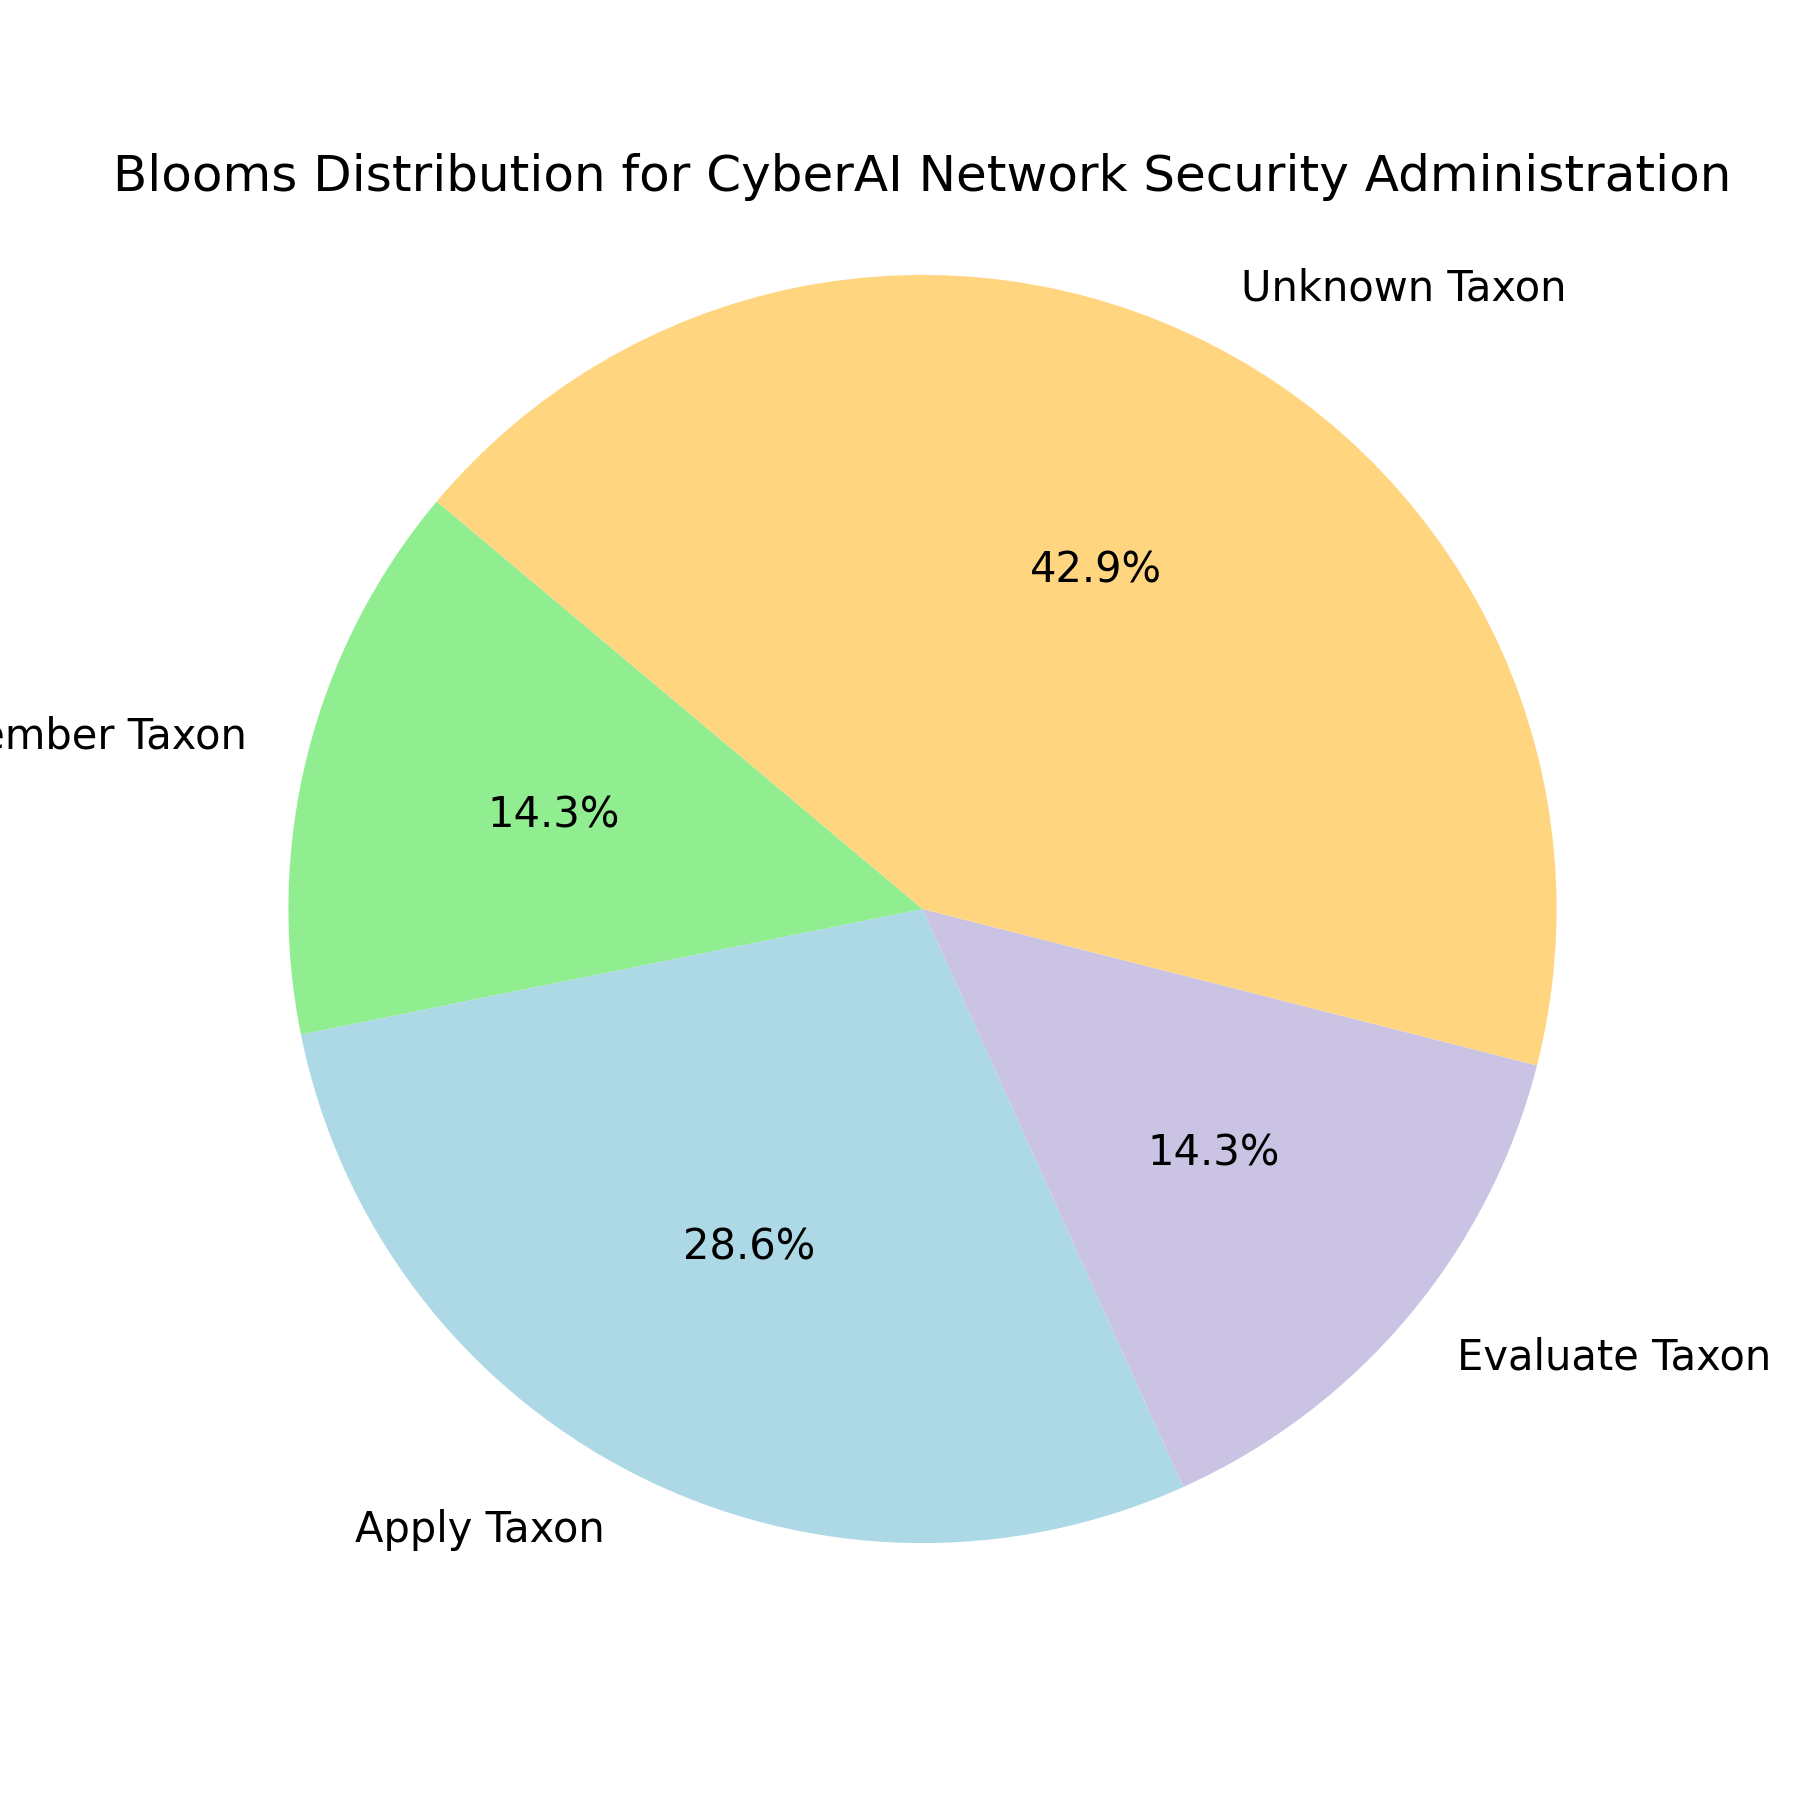 Blooms Distribution for CyberAI Network Security Administration
Unknown Taxon
42.9%
ember Taxon
14.3%
14.3%
28.6%
Evaluate Taxon
Apply Taxon